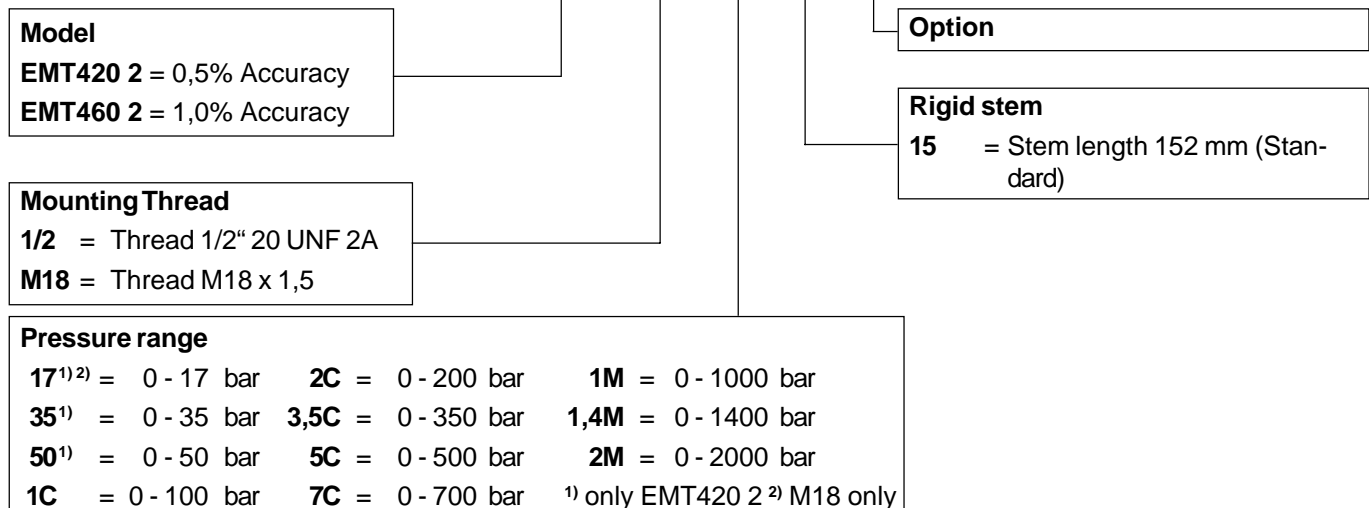 Model
EMT420 2 = 0,5% Accuracy
EMT460 2 = 1,0% Accuracy
Mounting Thread
1/2 = Thread 1/2“ 20 UNF 2A
M18 = Thread M18 x 1,5
Option
Rigid stem
15 = Stem length 152 mm (Stan-
dard)
Pressure range
17 1) 2) = 0 - 17 bar 2C = 0 - 200 bar 1M = 0 - 1000 bar
35 1) = 0 - 35 bar 3,5C = 0 - 350 bar 1,4M = 0 - 1400 bar
50 1) = 0 - 50 bar 5C = 0 - 500 bar 2M = 0 - 2000 bar
1C = 0 - 100 bar 7C = 0 - 700 bar 1) only EMT420 2 2) M18 only